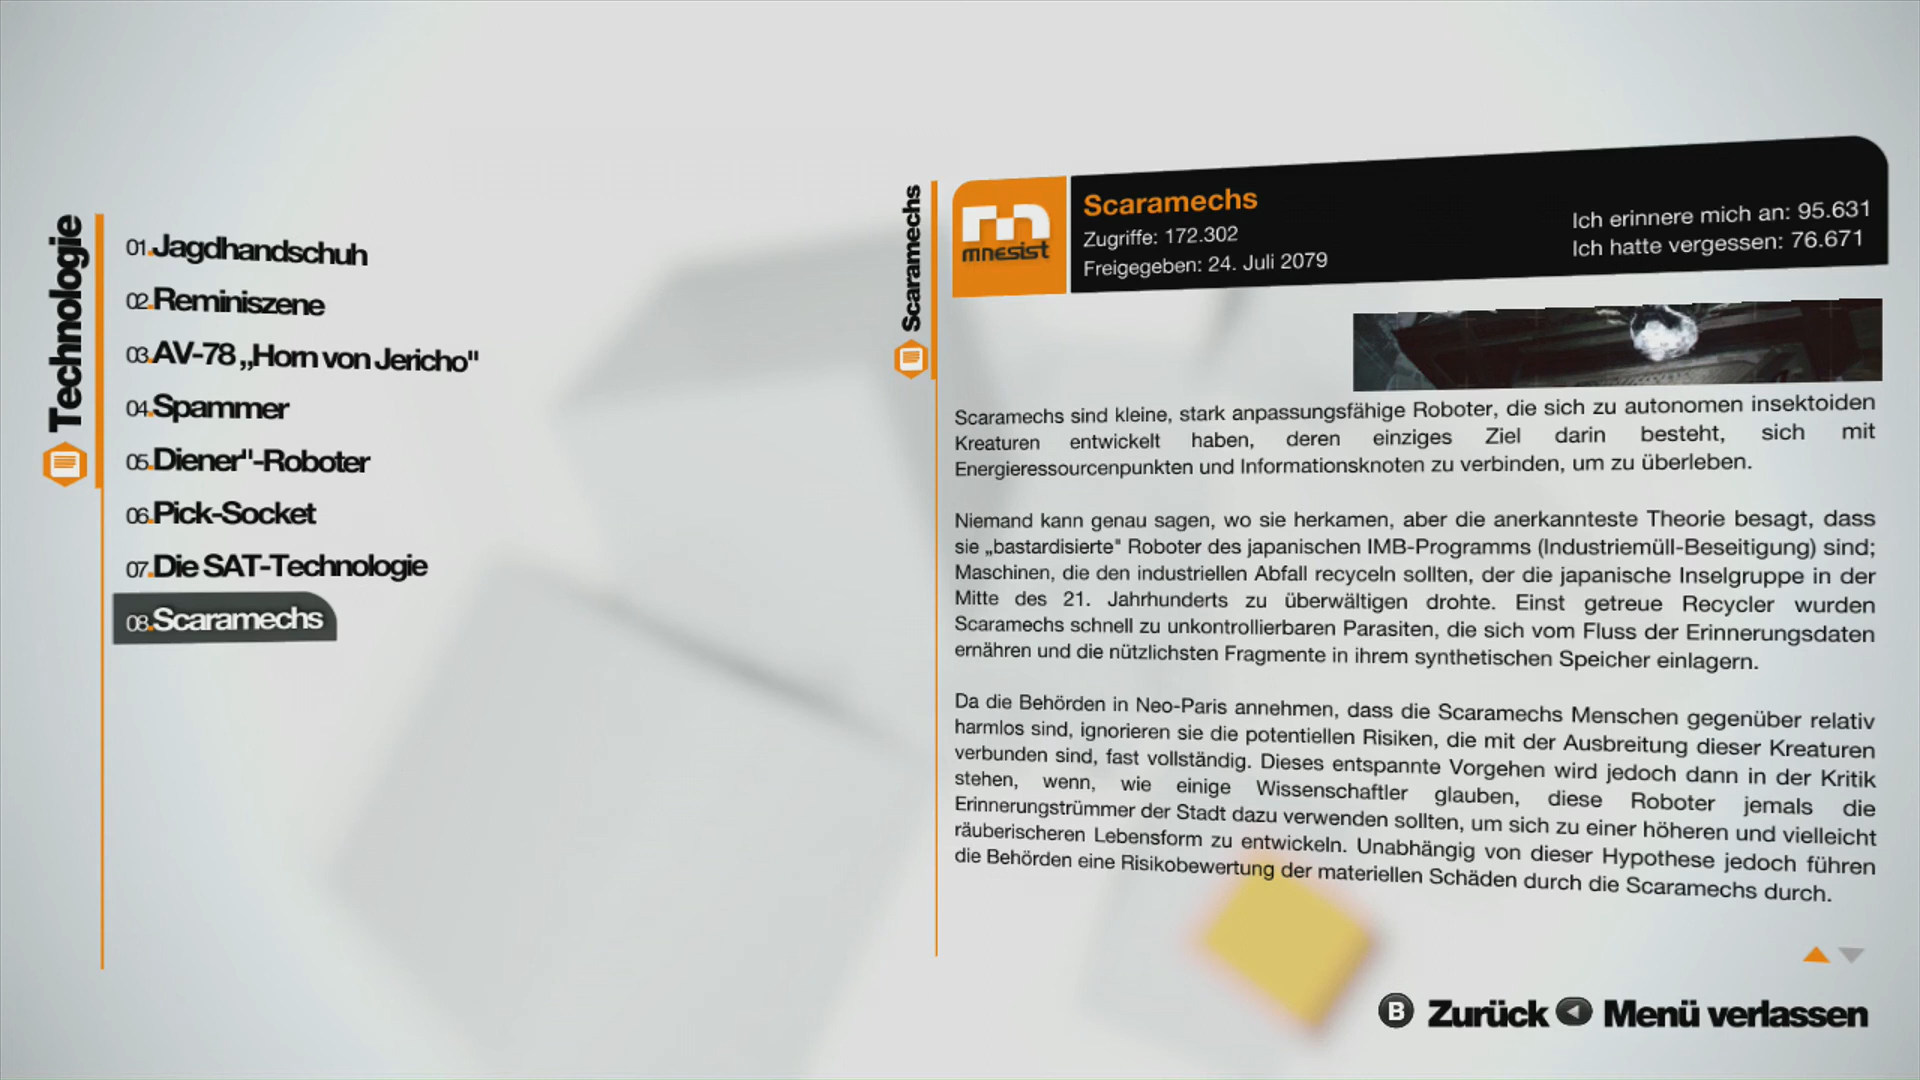 Technologie
01.Jagdhandschuh
02.Reminiszene
03.AV-78 „Horn von Jericho"
04.Spammer
05.Diener"-Roboter
06.Pick-Socket
07.Die SAT-Technologie
08.Scaramechs
Scaramechs
mnesist
Scaramechs
Zugriffe: 172.302
Freigegeben: 24. Juli 2079
Ich erinnere mich an: 95.631
Ich hatte vergessen: 76.671
Scaramechs sind kleine, stark anpassungsfähige Roboter, die sich zu autonomen insektoiden
Kreaturen entwickelt haben, deren einziges Ziel darin besteht, sich mit
Energieressourcenpunkten und Informationsknoten zu verbinden, um zu überleben.
Niemand kann genau sagen, wo sie herkamen, aber die anerkannteste Theorie besagt, dass
sie „bastardisierte" Roboter des japanischen IMB-Programms (Industriemüll-Beseitigung) sind;
Maschinen, die den industriellen Abfall recyceln sollten, der die japanische Inselgruppe in der
Mitte des 21. Jahrhunderts zu überwältigen drohte. Einst getreue Recycler wurden
Scaramechs schnell zu unkontrollierbaren Parasiten, die sich vom Fluss der Erinnerungsdaten
ernähren und die nützlichsten Fragmente in ihrem synthetischen Speicher einlagern.
Da die Behörden in Neo-Paris annehmen, dass die Scaramechs Menschen gegenüber relativ
harmlos sind, ignorieren sie die potentiellen Risiken, die mit der Ausbreitung dieser Kreaturen
verbunden sind, fast vollständig. Dieses entspannte Vorgehen wird jedoch dann in der Kritik
stehen, wenn, wie einige Wissenschaftler glauben, diese Roboter jemals die
Erinnerungstrümmer der Stadt dazu verwenden sollten, um sich zu einer höheren und vielleicht
räuberischeren Lebensform zu entwickeln. Unabhängig von dieser Hypothese jedoch führen
die Behörden eine Risikobewertung der materiellen Schäden durch die Scaramechs durch.
B Zurück Menü verlassen